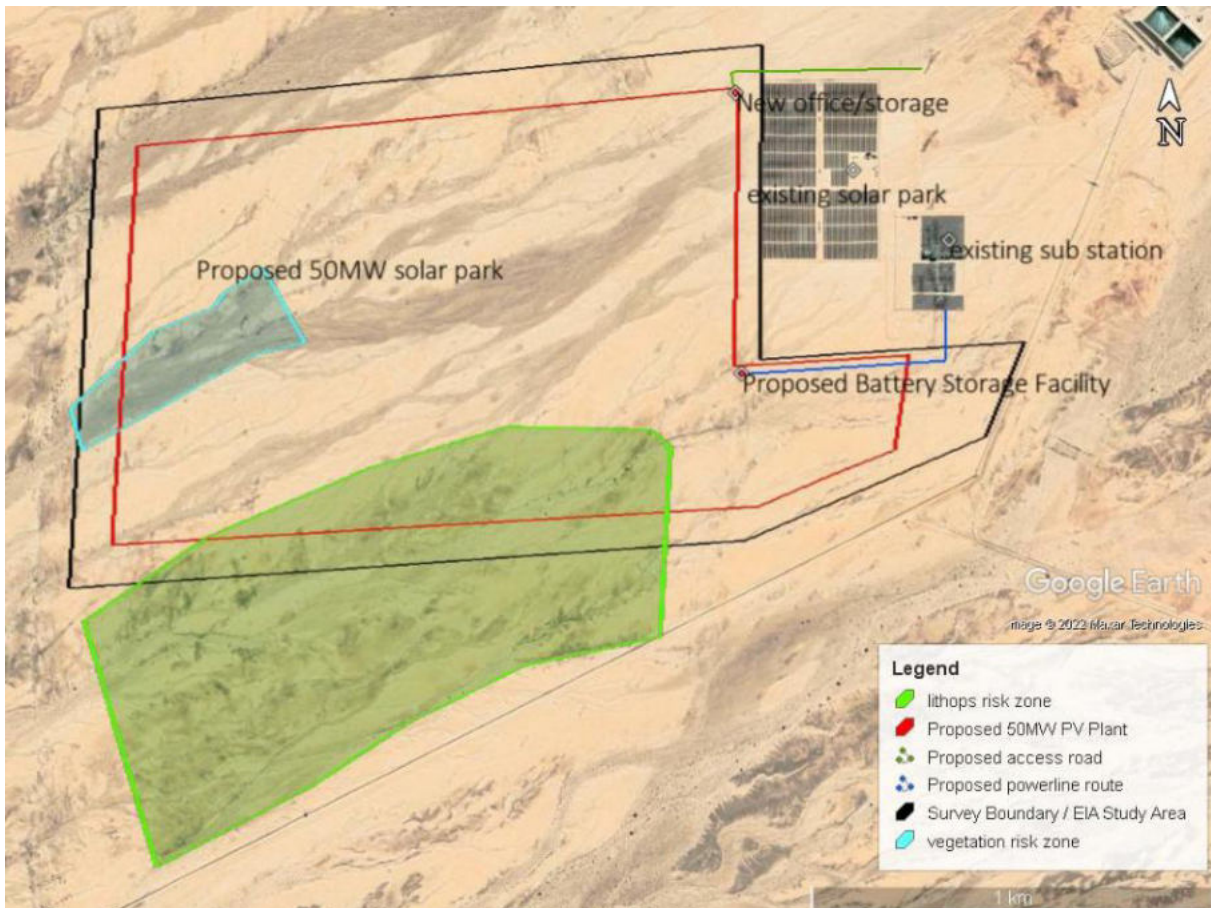 N
New office/storage
existing solar park
existing sub station
Proposed 50MW solar park
Proposed Battery Storage Facility
Google Earth
Image © 2022 Maxar Technologies
Legend
lithops risk zone
Proposed 50MW PV Plant
Proposed access road
Proposed powerline route
Survey Boundary / EIA Study Area
vegetation risk zone
1 km